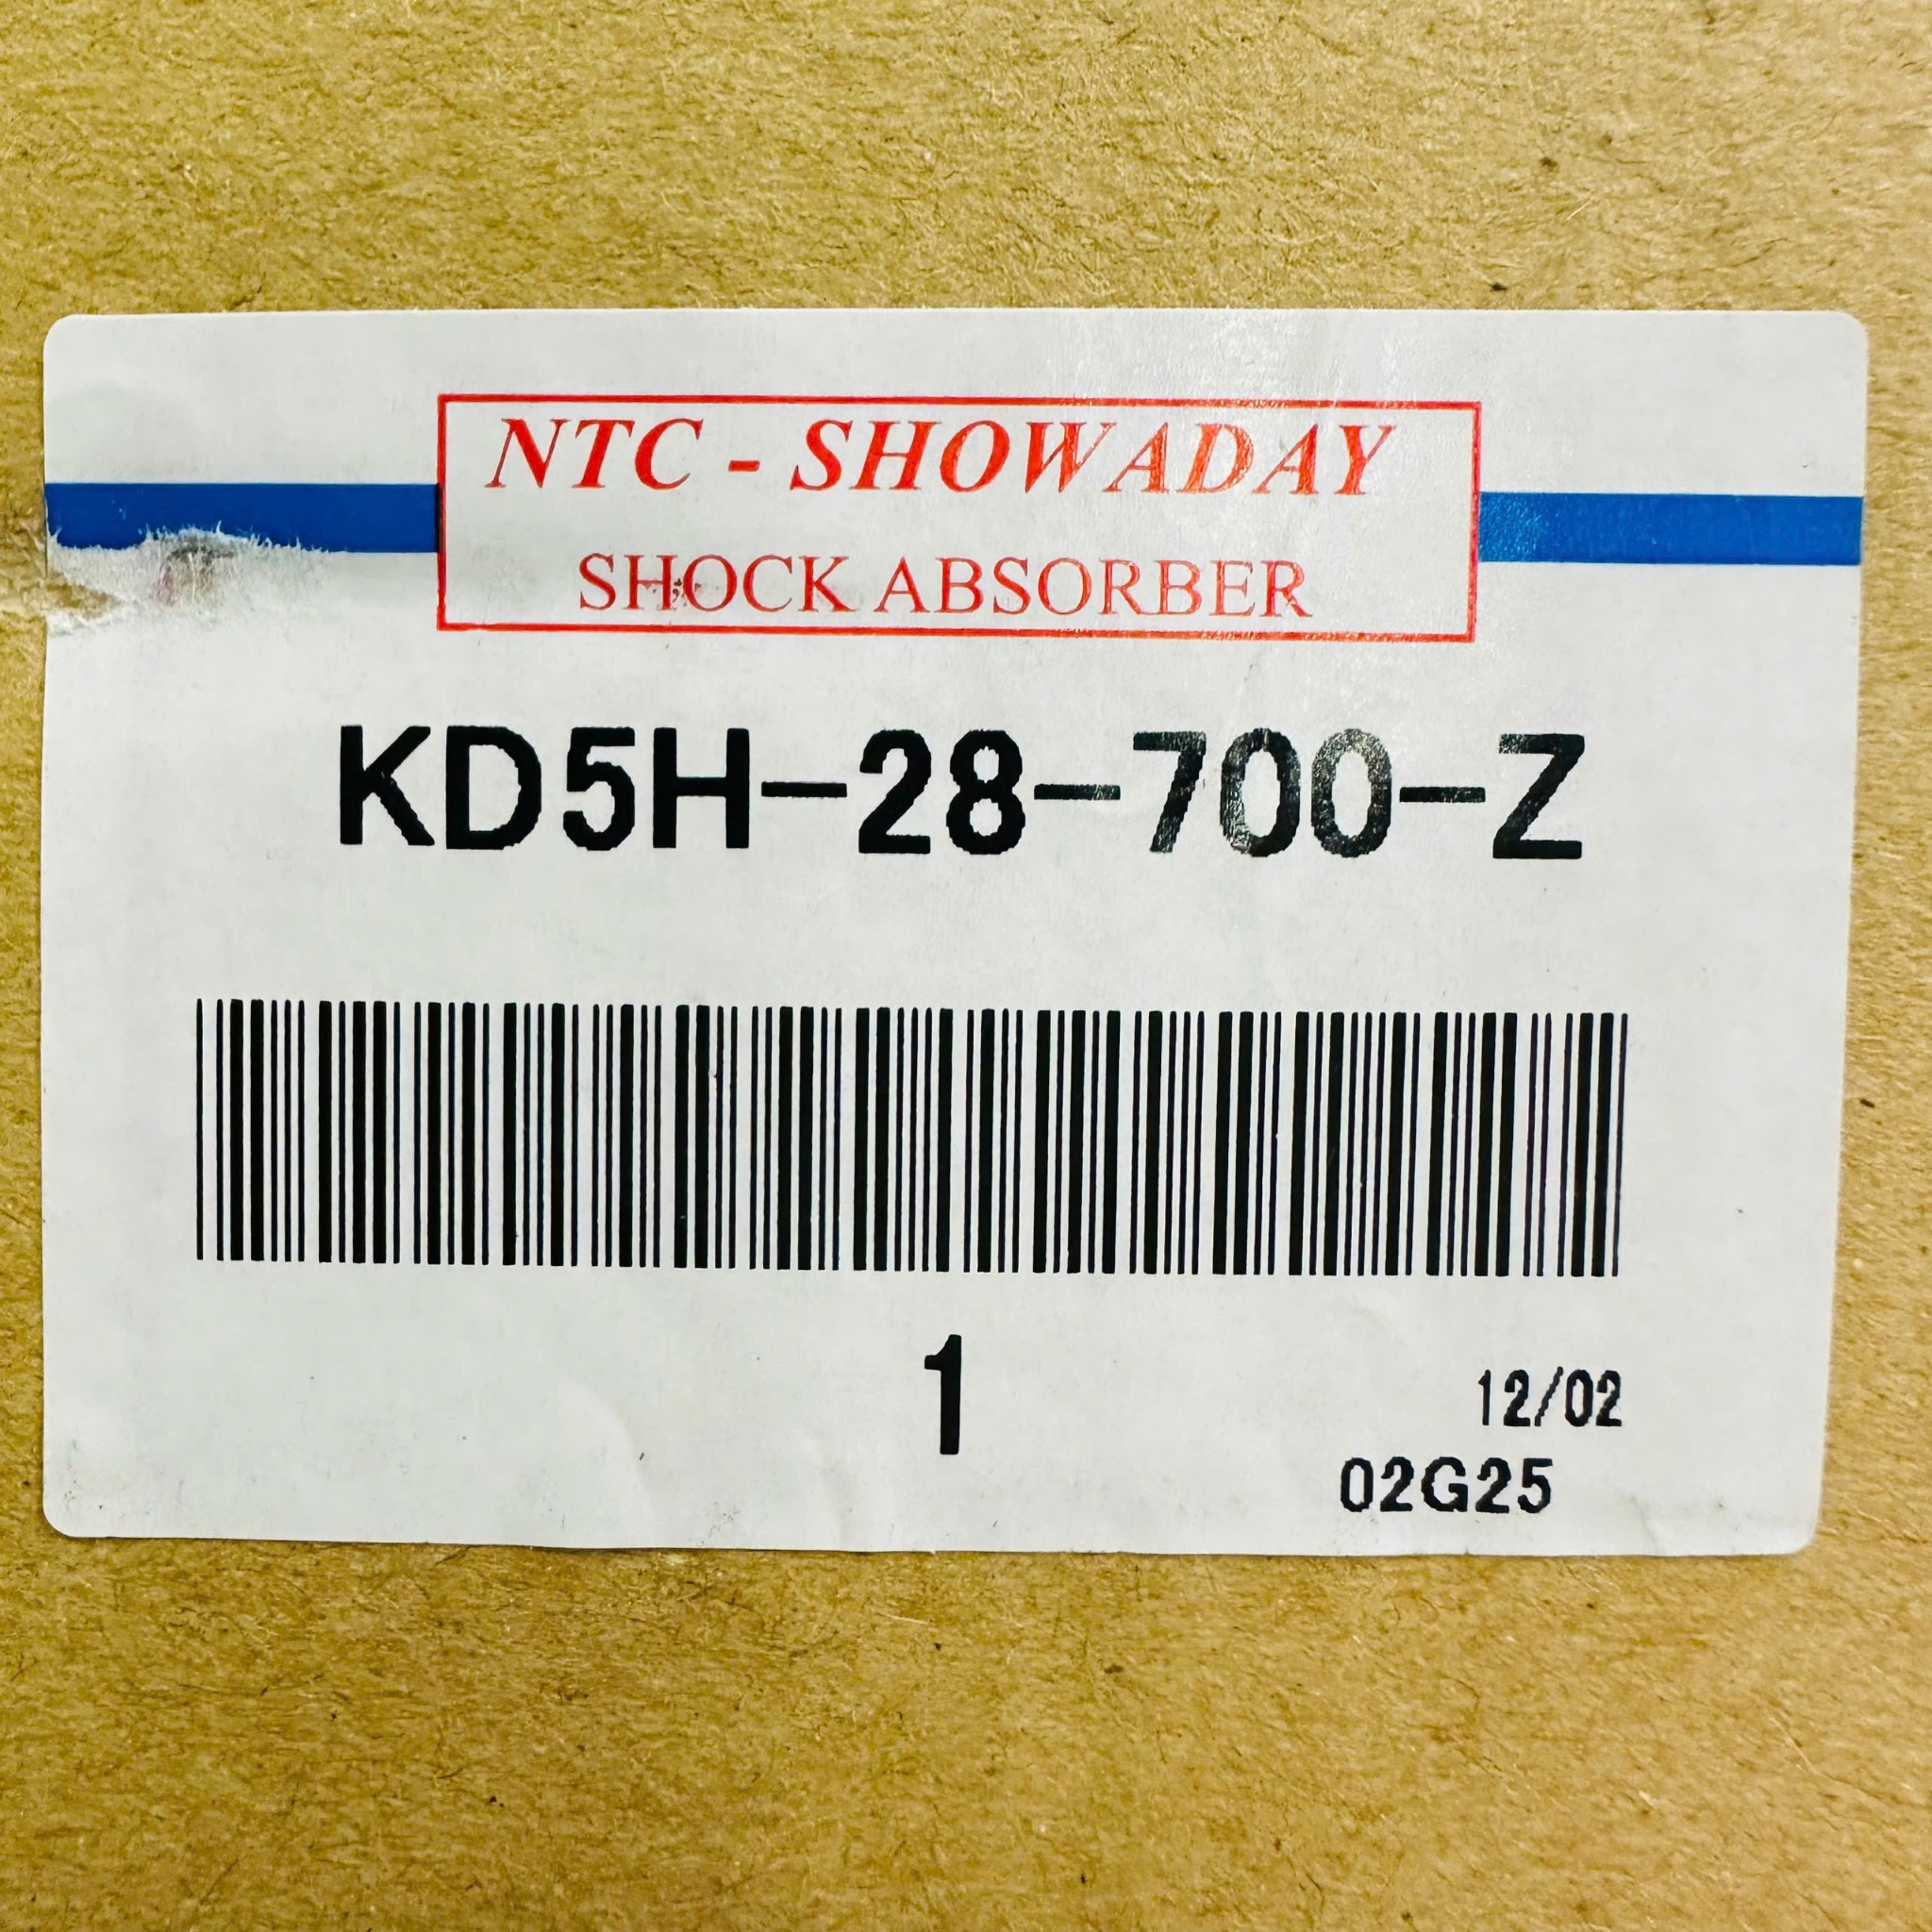 NTC - SHOWADAY
SHOCK ABSORBER
KD5H-28-700-Z
1
12/02
02G25